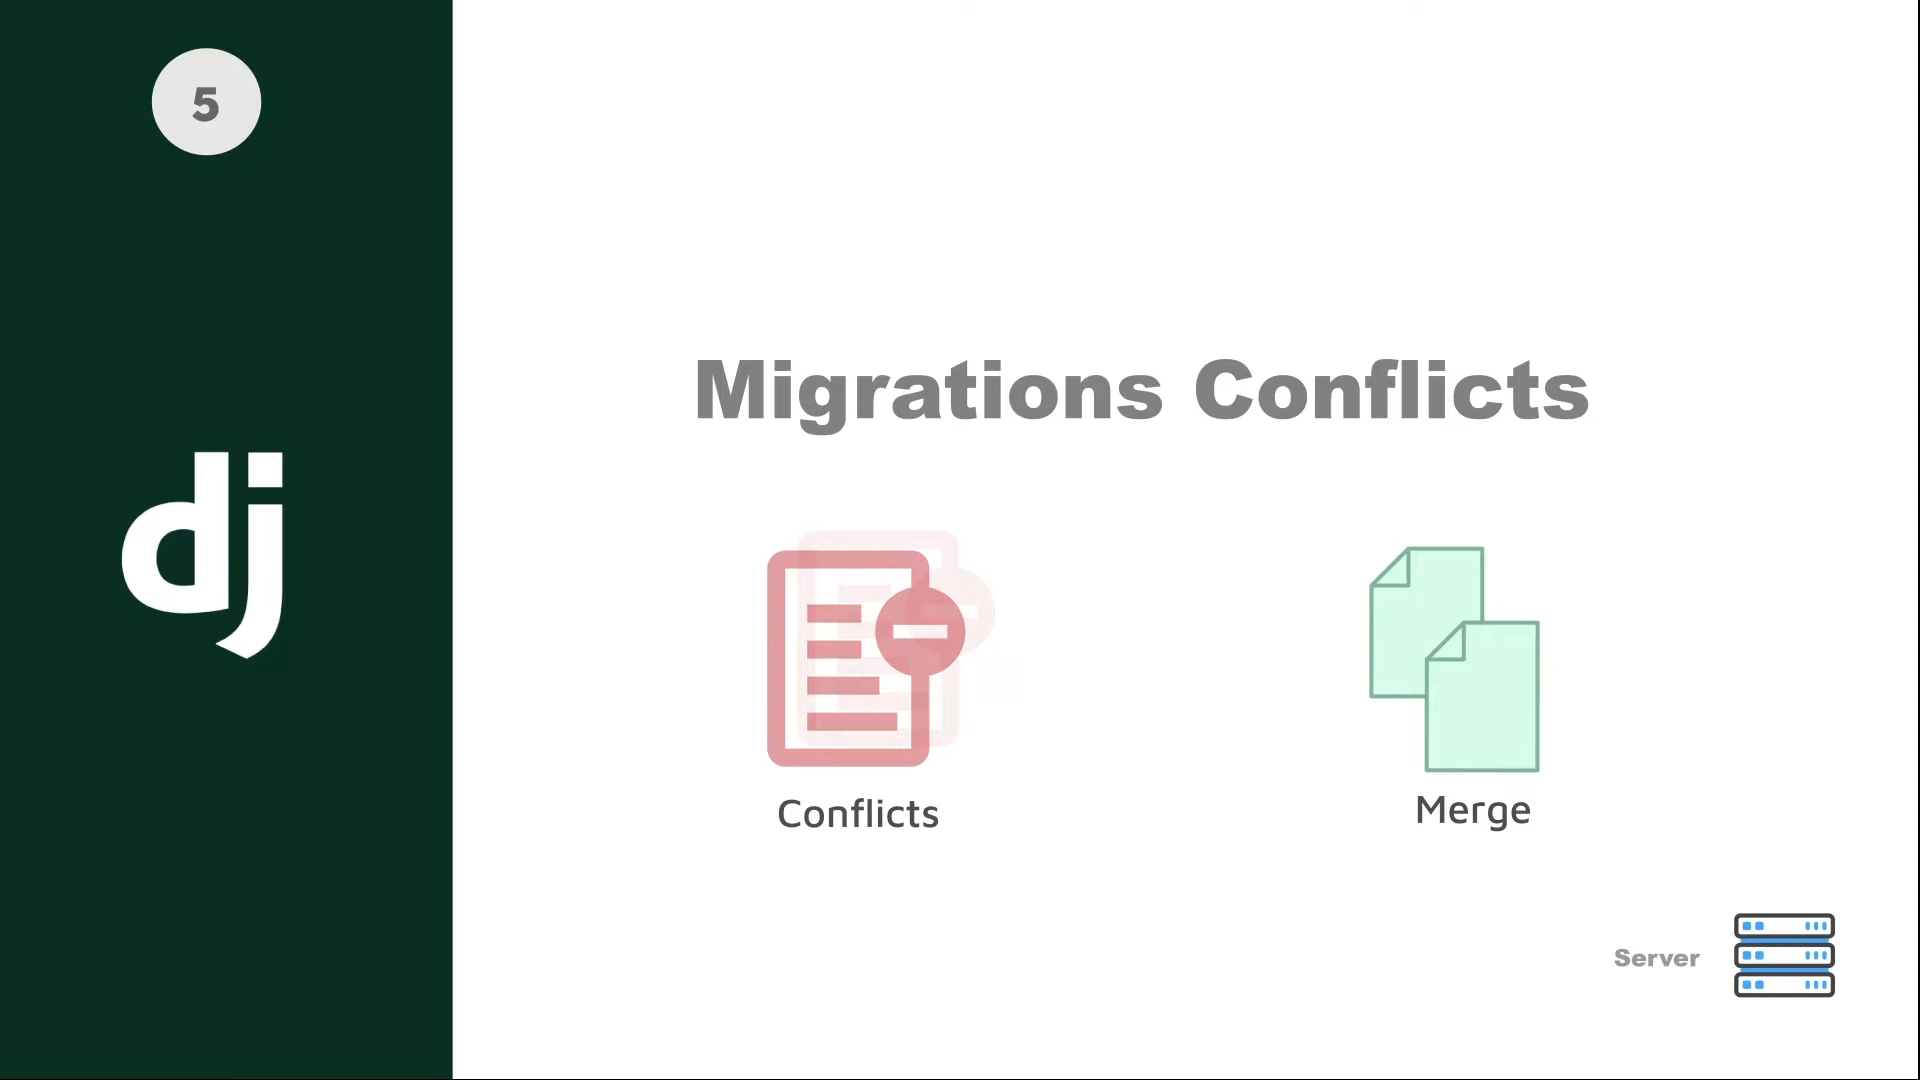 5
dj
Migrations Conflicts
Conflicts
Merge
Server